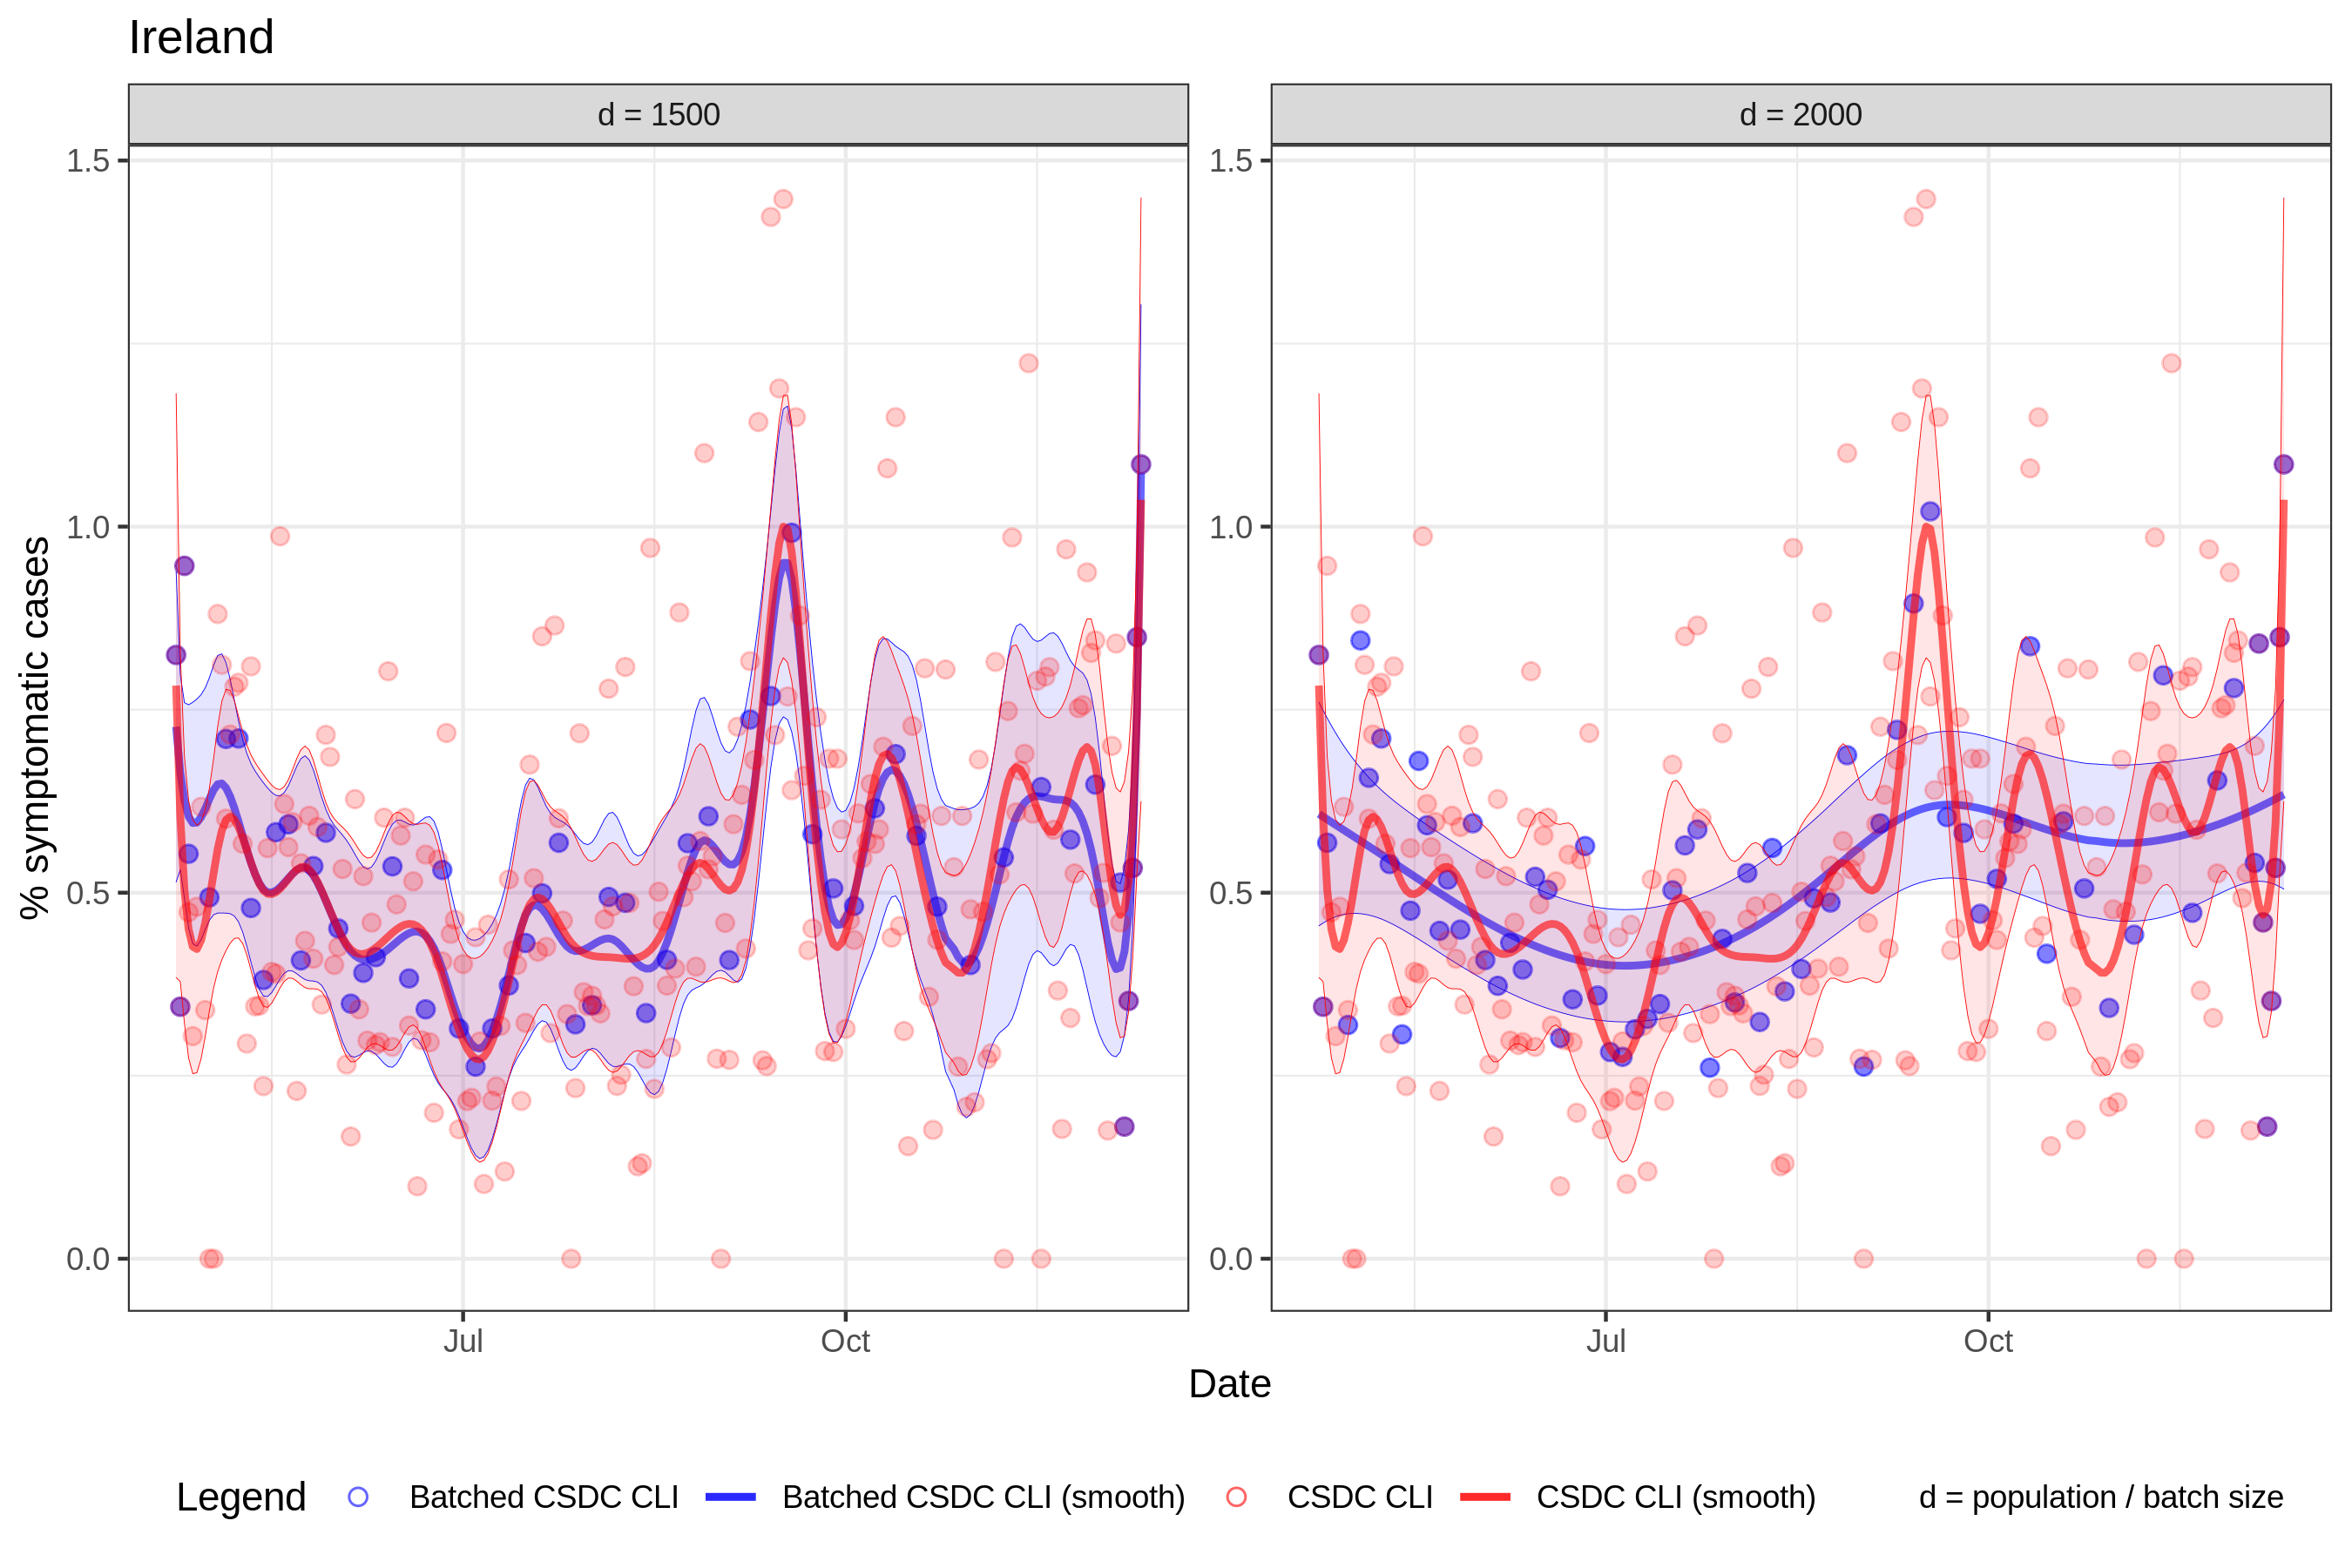 Ireland
d = 1500
d = 2000
1.5
1.0
0.5
0.0
1.5
1.0
0.5
0.0
% symptomatic cases
Jul
Oct
Jul
Oct
Date
Legend
Batched CSDC CLI
Batched CSDC CLI (smooth)
CSDC CLI
CSDC CLI (smooth)
d = population / batch size